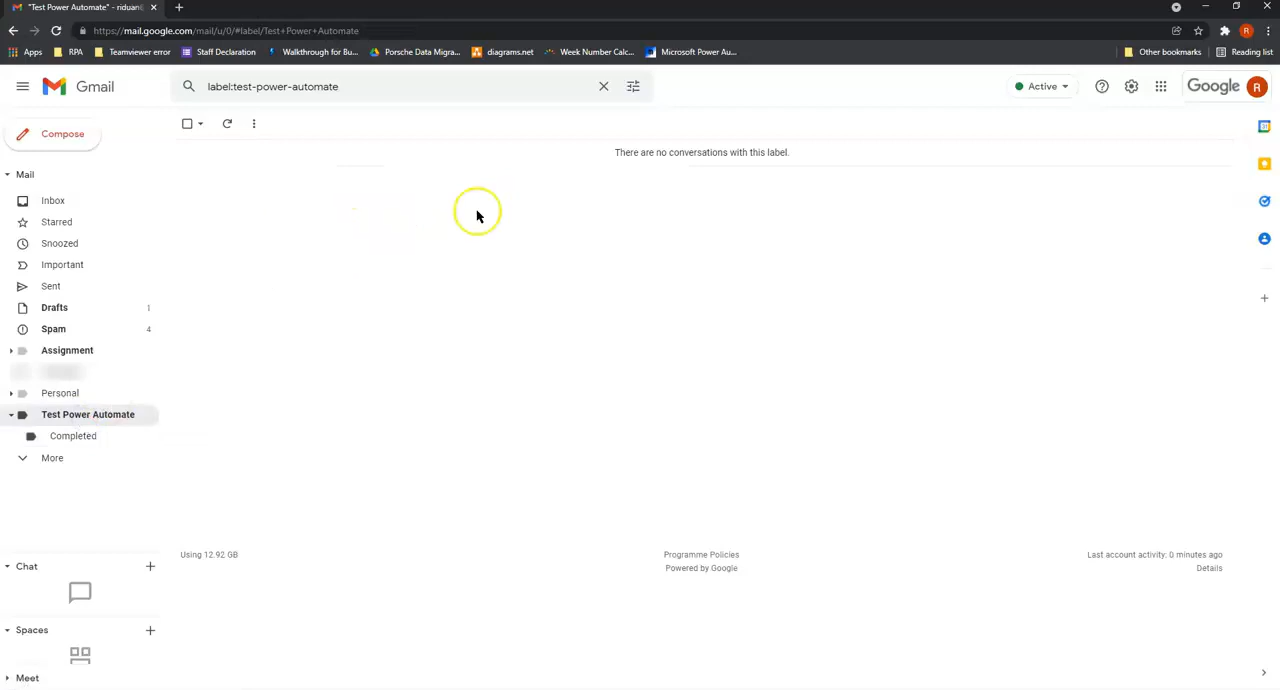 "Test Power Automate" - riduan
https://mail.google.com/mail/u/0/#label/Test+Power+Automate
Apps RPA Teamviewer error Staff Declaration Walkthrough for Bu... Porsche Data Migra... diagrams.net Week Number Calc... Microsoft Power Au... Other bookmarks Reading list
Gmail label:test-power-automate Active Google R
Compose
There are no conversations with this label.
Mail
Inbox
Starred
Snoozed
Important
Sent
Drafts 1
Spam 4
Assignment
Personal
Test Power Automate
Completed
More
Using 12.92 GB Programme Policies Last account activity: 0 minutes ago
Powered by Google Details
Chat
Spaces
Meet